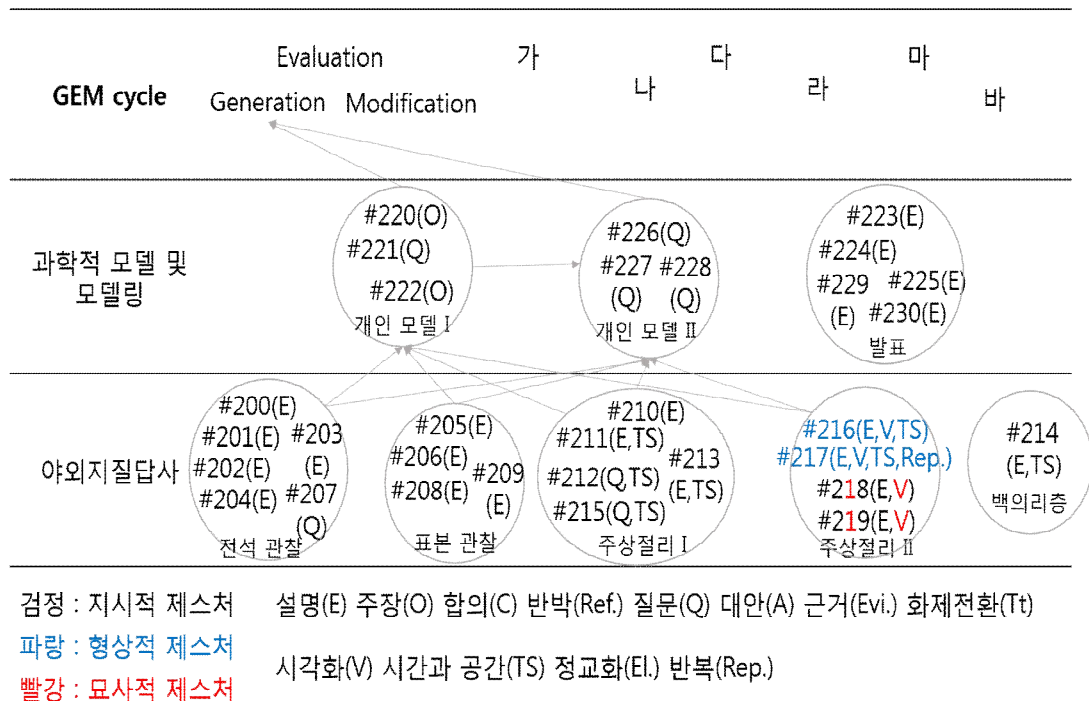 GEM cycle
Evaluation
Generation Modification
가
나
다
라
마
바
과학적 모델 및
모델링
#220(O)
#221(Q)
#222(O)
개인 모델 Ⅰ
#226(Q)
#227 #228
(Q) (Q)
개인 모델 Ⅱ
#223(E)
#224(E)
#229 #225(E)
(E) #230(E)
발표
야외지질답사
#200(E)
#201(E) #203
#202(E) (E)
#204(E) #207
(Q)
전석 관찰
#205(E)
#206(E)
#208(E) #209
(E)
표본 관찰
#210(E)
#211(E,TS)
#212(Q,TS) #213
#215(Q,TS) (E,TS)
주상절리 Ⅰ
#216(E,V,TS)
#217(E,V,TS,Rep.)
#218(E,V)
#219(E,V)
주상절리 Ⅱ
#214
(E,TS)
백의리층
검정 : 지시적 제스처
파랑 : 형상적 제스처
빨강 : 묘사적 제스처
설명(E) 주장(O) 합의(C) 반박(Ref.) 질문(Q) 대안(A) 근거(Evi.) 화제전환(Tt)
시각화(V) 시간과 공간(TS) 정교화(El.) 반복(Rep.)